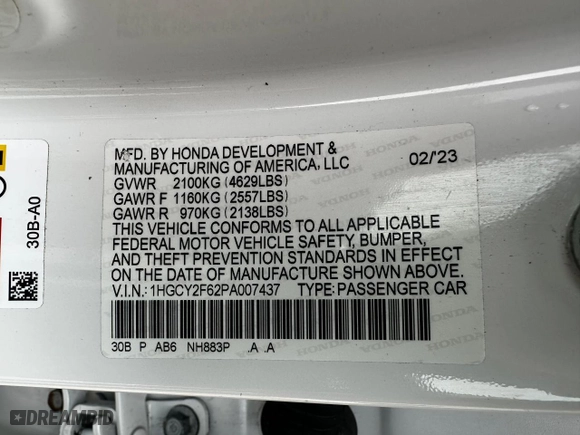 MFD. BY HONDA DEVELOPMENT &
MANUFACTURING OF AMERICA, LLC 02/'23
GVWR 2100KG (4629LBS)
GAWR F 1160KG (2557LBS)
GAWR R 970KG (2138LBS)
THIS VEHICLE CONFORMS TO ALL APPLICABLE
FEDERAL MOTOR VEHICLE SAFETY, BUMPER,
AND THEFT PREVENTION STANDARDS IN EFFECT
ON THE DATE OF MANUFACTURE SHOWN ABOVE.
V.I.N.: 1HGCY2F62PA007437 TYPE: PASSENGER CAR
30B P AB6 NH883P .A .A
30B-A0
DREAMBID